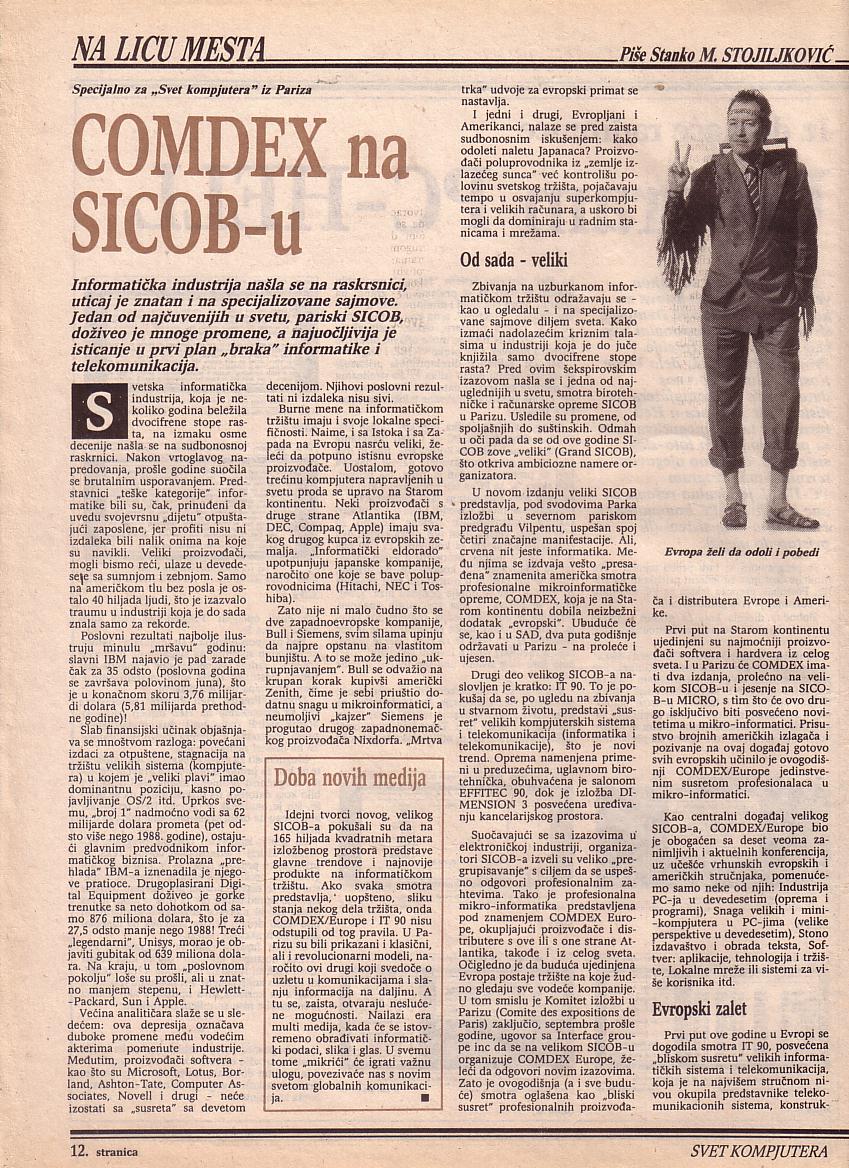 NA LICU MESTA
Piše Stanko M. STOJILJKOVIĆ
Specijalno za „Svet kompjutera" iz Pariza
COMDEX na
SICOB-u
Informatička industrija našla se na raskrsnici,
uticaj je znatan i na specijalizovane sajmove.
Jedan od najčuvenijih u svetu, pariski SICOB,
doživeo je mnoge promene, a najuočljivija je
isticanje u prvi plan „braka" informatike i
telekomunikacija.
Svetska informatička
industrija, koja je ne-
koliko godina beležila
dvocifrene stope ras-
ta, na izmaku osme
decenije našla se na sudbonosnoj
raskrnici. Nakon vrtoglavog na-
predovanja, prošle godine suočila
se brutalnim usporavanjem. Pred-
stavnici „teške kategorije" infor-
matike bili su, čak, prinuđeni da
uvedu svojevrsnu „dijetu" otpušta-
jući zaposlene, jer profiti nisu ni
izdaleka bili nalik onima na koje
su navikli. Veliki proizvođači,
mogli bismo reći, ulaze u devede-
sete sa sumnjom i zebnjom. Samo
na američkom tlu bez posla je os-
talo 40 hiljada ljudi, što je izazvalo
traumu u industriji koja je do sada
znala samo za rekorde.
Poslovni rezultati najbolje ilus-
truju minulu „mršavu" godinu:
slavni IBM najavio je pad zarade
čak za 35 odsto (poslovna godina
se završava polovinom juna), što
je u konačnom skoru 3,76 milijar-
di dolara (5,81 milijarda prethod-
ne godine)!
Slab finansijski učinak objašnja-
va se mnoštvom razloga: povećani
izdaci za otpuštene, stagnacija na
tržištu velikih sistema (kompjute-
ra) u kojem je „veliki plavi" imao
dominantnu poziciju, kasno po-
javljivanje OS/2 itd. Uprkos sve-
mu, „broj 1" nadmoćno vodi sa 62
milijarde dolara prometa (pet od-
sto više nego 1988. godine), ostaju-
ći glavnim predvodnikom infor-
matičkog biznisa. Prolazna „pre-
hlada" IBM-a iznenadila je njego-
ve pratioce. Drugoplasirani Digi-
tal Equipment doživeo je gorke
trenutke sa neto dohotkom od sa-
mo 876 miliona dolara, što je za
27,5 odsto manje nego 1988! Treći
„legendarni", Unisys, morao je ob-
javiti gubitak od 639 miliona dola-
ra. Na kraju, u tom „poslovnom
pokolju" loše su prošli, ali u znat-
no manjem stepenu, i Hewlett-
-Packard, Sun i Apple.
Većina analitičara slaže se u sle-
dećem: ova depresija označava
duboke promene među vodećim
akterima pomenute industrije.
Međutim, proizvođači softvera -
kao što su Microsoft, Lotus, Bor-
land, Ashton-Tate, Computer As-
sociates, Novell i drugi - neće
izostati sa „susreta" sa devetom
decenijom. Njihovi poslovni rezul-
tati ni izdaleka nisu sivi.
Burne mene na informatičkom
tržištu imaju i svoje lokalne spec-
fičnosti. Naime, i sa Istoka i sa Za-
pada na Evropu nasrću veliki, že-
leći da potpuno istisnu evropske
proizvođače. Uostalom, gotovo
trećinu kompjutera napravljenih u
svetu proda se upravo na Starom
kontinentu. Neki proizvođači s
druge strane Atlantika (IBM,
DEC, Compaq, Apple) imaju sva-
kog drugog kupca iz evropskih ze-
malja. „Informatički eldorado"
upotpunjuju japanske kompanije,
naročito one koje se bave polup-
rovodnicima (Hitachi, NEC i Tos-
hiba).
Zato nije ni malo čudno što se
dve zapadnoevropske kompanije,
Bull i Siemens, svim silama upinju
da najpre opstanu na vlastitom
bunjištu. A to se može jedino „uk-
rupnjavanjem". Bull se odvažio na
krupan korak kupivši američki
Zenith, čime je sebi priuštio do-
datnu snagu u mikroinformatici, a
neumoljivi „kajzer" Siemens je
progutao drugog zapadnonemač-
kog proizvođača Nixdorfa. „Mrtva
Doba novih medija
Idejni tvorci novog, velikog
SICOB-a pokušali su da na
165 hiljada kvadratnih metara
izložbenog prostora predstave
glavne trendove i najnovije
produkte na informatičkom
tržištu. Ako svaka smotra
predstvalja, uopšteno, sliku
stanja nekog dela tržišta, onda
COMDEX/Europe i IT 90 nisu
odstupili od tog pravila. U Pa-
rizu su bili prikazani i klasični,
ali i revolucionarni modeli, na-
ročito ovi drugi koji svedoče o
uzletu u komunikacijama i sla-
nju informacija na daljinu. A
tu se, zaista, otvaraju nesluće-
ne mogućnosti. Nailazi era
multi medija, kada će se istov-
remeno obrađivati informatič-
ki podaci, slika i glas. U svemu
tome „mikrići" će igrati važnu
ulogu, povezivaće nas s novim
svetom globalnih komunikaci-
ja.
trka" udvoje za evropski primat se
nastavlja.
I jedni i drugi, Evropljani i
Amerikanci, nalaze se pred zaista
sudbonosnim iskušenjem: kako
odoleti naletu Japanaca? Proizvo-
đači poluprovodnika iz „zemlje iz-
lazećeg sunca" već kontrolišu po-
lovinu svetskog tržišta, pojačavaju
tempo u osvajanju superkompju-
tera i velikih računara, a uskoro bi
mogli da dominiraju u radnim sta-
nicama i mrežama.
Od sada - veliki
Zbivanja na uzburkanom infor-
matičkom tržištu odražavaju se -
kao u ogledalu - i na specijalizo-
vane sajmove diljem sveta. Kako
izmaći nadolazećim kriznim tala-
sima u industriji koja je do juče
knjižila samo dvocifrene stope
rasta? Pred ovim šekspirovskim
izazovom našla se i jedna od naj-
uglednijih u svetu, smotra biroteh-
ničke i računarske opreme SICOB
u Parizu. Usledile su promene, od
spoljašnjih do suštinskih. Odmah
u oči pada da se od ove godine SI-
COB zove „veliki" (Grand SICOB),
što otkriva ambiciozne namere or-
ganizatora.
U novom izdanju veliki SICOB
predstavlja, pod svodovima Parka
izložbi u severnom pariskom
predgrađu Vilpentu, uspešan spoj
četiri značajne manifestacije. Ali,
crvena nit jeste informatika. Me-
đu njima se izdvaja vešto „presa-
đena" znamenita američka smotra
profesionalne mikroinformatičke
opreme, COMDEX, koja je na Sta-
rom kontinentu dobila neizbežni
dodatak „evropski". Ubuduće će
se, kao i u SAD, dva puta godišnje
održavati u Parizu - na proleće i
ujesen.
Drugi deo velikog SICOB-a na-
slovljen je kratko: IT 90. To je po-
kušaj da se, po ugledu na zbivanja
u stvarnom životu, predstavi „sus-
ret" velikih kompjuterskih sistema
i telekomunikacija (informatika i
telekomunikacije), što je novi
trend. Oprema namenjena prime-
ni u preduzećima, uglavnom biro-
tehnička, obuhvaćena je salonom
EFFITEC 90, dok je izložba DI-
MENSION 3 posvećena uređiva-
nju kancelarijskog prostora.
Suočavajući se sa izazovima u
elektroničkoj industriji, organiza-
tori SICOB-a izveli su veliko „pre-
grupisavanje" s ciljem da se uspeš-
no odgovori profesionalnim za-
htevima. Tako je profesionalna
mikro-informatika predstavljena
pod znamenjem COMDEX Euro-
pe, okupljajući proizvođače i dis-
tributere s ove ili s one strane At-
lantika, takođe i iz celog sveta.
Očigledno je da buduća ujedinjena
Evropa postaje tržište na koje žud-
no gledaju sve vodeće kompanije.
U tom smislu je Komitet izložbi u
Parizu (Comite des expositions de
Paris) zaključio, septembra prošle
godine, ugovor sa Interface grou-
pe inc da se na velikom SICOB-u
organizuje COMDEX Europe, že-
leći da odgovori novim izazovima.
Zato je ovogodišnja (a i sve budu-
će) smotra oglašena kao „bliski
susret" profesionalnih proizvođa-
Evropa želi da odoli i pobedi
ča i distributera Evrope i Ameri-
ke.
Prvi put na Starom kontinentu
ujedinjeni su najmoćniji proizvo-
đači softvera i hardvera iz celog
sveta. I u Parizu će COMDEX ima-
ti dva izdanja, prolećno na veli-
kom SICOB-u i jesenje na SICO-
B-u MICRO, s tim što će ovo dru-
go isključivo biti posvećeno novi-
tetima u mikro-informatici. Prisus-
tvo brojnih američkih izlagača i
pozivanje na ovaj događaj gotovo
svih evropskih učinilo je ovogodi-
šnji COMDEX/Europe jedinstve-
nim susretom profesionalaca u
mikro-informatici.
Kao centralni događaj velikog
SICOB-a, COMDEX/Europe bio
je obogaćen sa deset veoma za-
nimljivih i aktuelnih konferencija,
uz učešće vrhunskih evropskih i
američkih stručnjaka, pomenuće-
mo samo neke od njih: Industrija
PC-ja u devedesetim (oprema i
programi), Snaga velikih i mini-
-kompjutera u PC-jima (velike
perspektive u devedesetim), Stono
izdavaštvo i obrada teksta, Sof-
tver: aplikacije, tehnologija i trži-
šte, Lokalne mreže ili sistemi za vi-
še korisnika itd.
Evropski zalet
Prvi put ove godine u Evropi se
dogodila smotra IT 90, posvećena
„bliskom susretu" velikih informa-
tičkih sistema i telekomunikacija,
koja je na najvišem stručnom ni-
vou okupila predstavnike teleko-
munikacionih sistema, konstruk-
12. stranica
SVET KOMPJUTERA